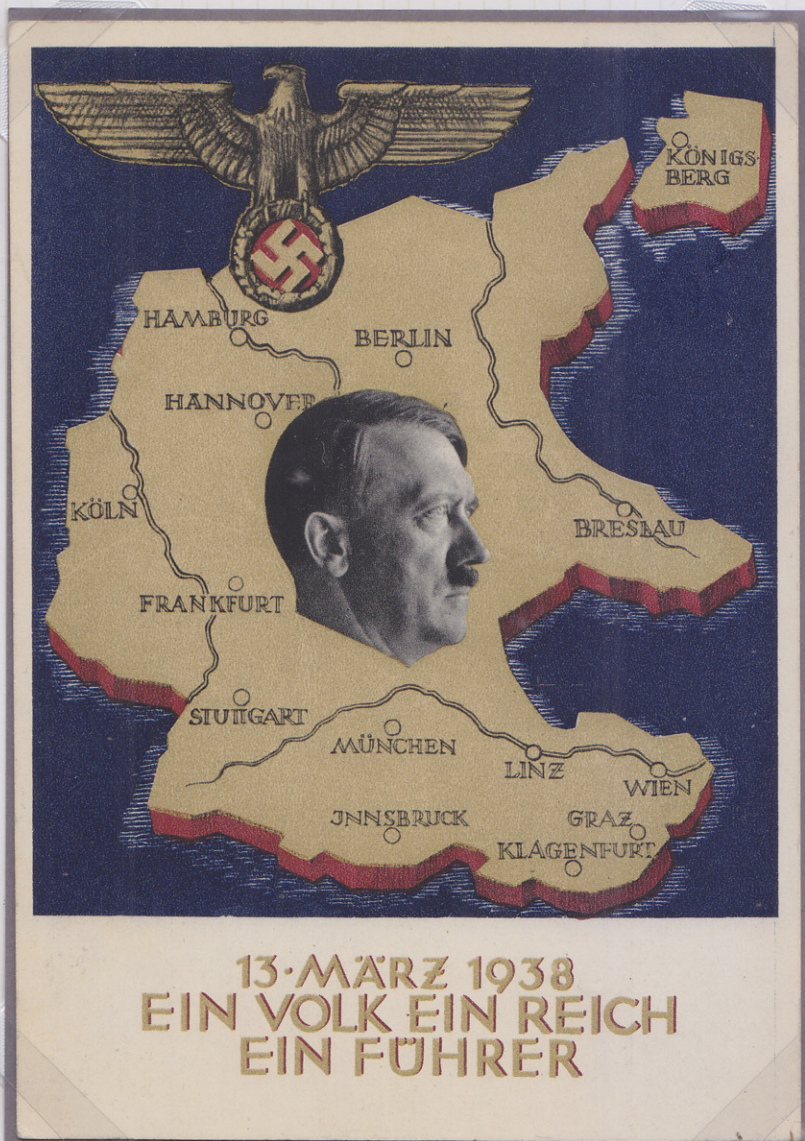 KÖNIGS-
BERG
HAMBURG
BERLIN
HANNOVER
KÖLN
BRESLAU
FRANKFURT
STUTTGART
MÜNCHEN
LINZ
WIEN
INNSBRUCK
GRAZ
KLAGENFURT
13·MÄRZ 1938
EIN VOLK EIN REICH
EIN FÜHRER